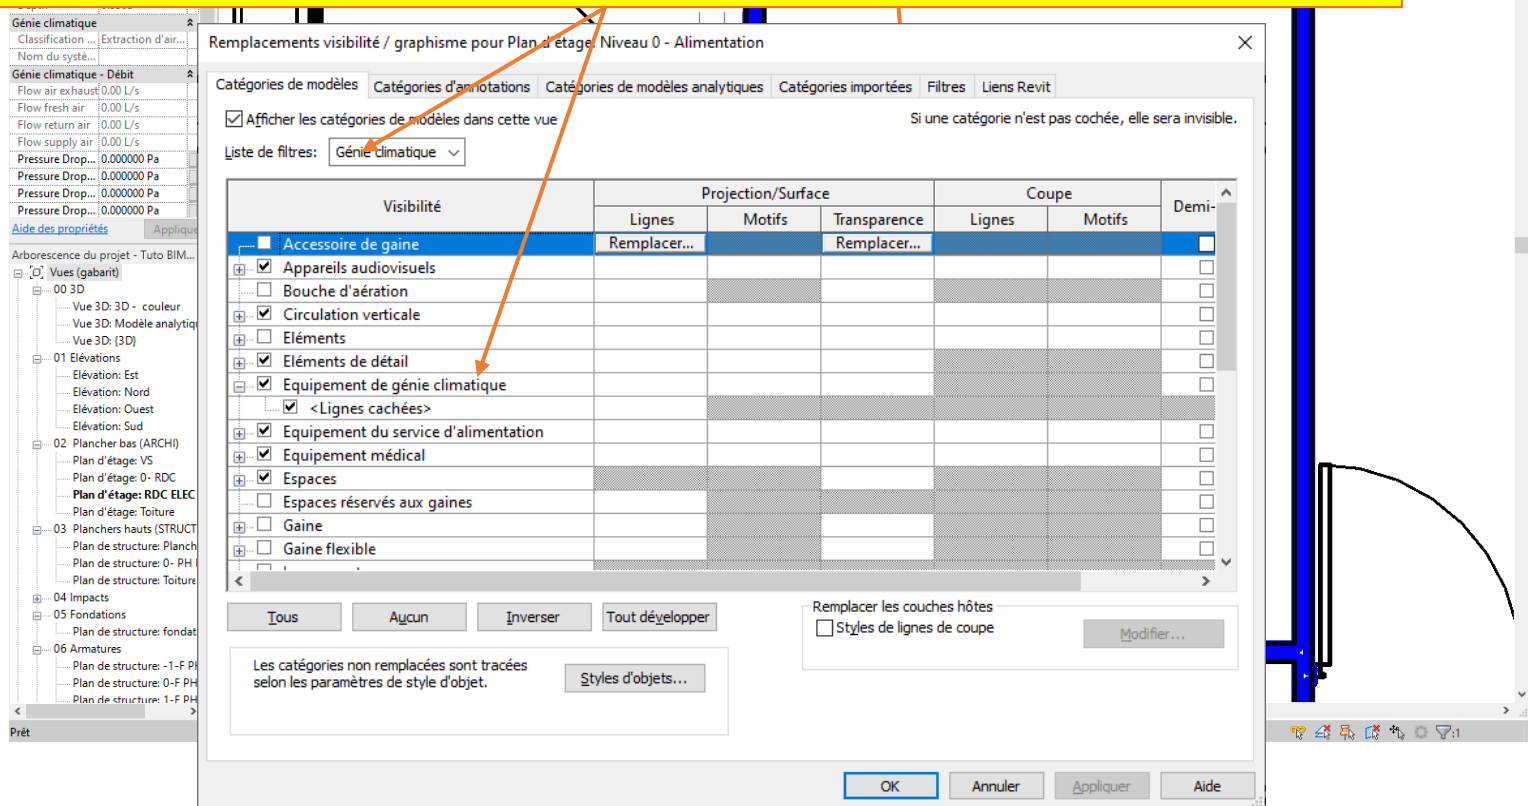 Génie climatique
Classification ... Extraction d'air...
Nom du systè...
Génie climatique - Débit
Flow air exhaust 0.00 L/s
Flow fresh air 0.00 L/s
Flow return air 0.00 L/s
Flow supply air 0.00 L/s
Pressure Drop... 0.000000 Pa
Pressure Drop... 0.000000 Pa
Pressure Drop... 0.000000 Pa
Pressure Drop... 0.000000 Pa
Aide des propriétés Applique
Arborescence du projet - Tuto BIM...
Vues (gabarit)
00 3D
Vue 3D: 3D - couleur
Vue 3D: Modèle analytiq
Vue 3D: {3D}
01 Elévations
Elévation: Est
Elévation: Nord
Elévation: Ouest
Elévation: Sud
02 Plancher bas (ARCHI)
Plan d'étage: VS
Plan d'étage: 0- RDC
Plan d'étage: RDC ELEC
Plan d'étage: Toiture
03 Planchers hauts (STRUCT
Plan de structure: Planch
Plan de structure: 0- PH
Plan de structure: Toiture
04 Impacts
05 Fondations
Plan de structure: fondat
06 Armatures
Plan de structure: -1-F PH
Plan de structure: 0-F PH
Plan de structure: 1-F PH
Prêt
Remplacements visibilité / graphisme pour Plan d'étage: Niveau 0 - Alimentation
Catégories de modèles Catégories d'annotations Catégories de modèles analytiques Catégories importées Filtres Liens Revit
Afficher les catégories de modèles dans cette vue Si une catégorie n'est pas cochée, elle sera invisible.
Liste de filtres: Génie climatique
Visibilité Projection/Surface Coupe Demi-
Lignes Motifs Transparence Lignes Motifs
Accessoire de gaine Remplacer... Remplacer...
Appareils audiovisuels
Bouche d'aération
Circulation verticale
Eléments
Eléments de détail
Equipement de génie climatique
<Lignes cachées>
Equipement du service d'alimentation
Equipement médical
Espaces
Espaces réservés aux gaines
Gaine
Gaine flexible
Tous Aucun Inverser Tout développer
Remplacer les couches hôtes
Styles de lignes de coupe Modifier...
Les catégories non remplacées sont tracées
selon les paramètres de style d'objet. Styles d'objets...
OK Annuler Appliquer Aide
:1